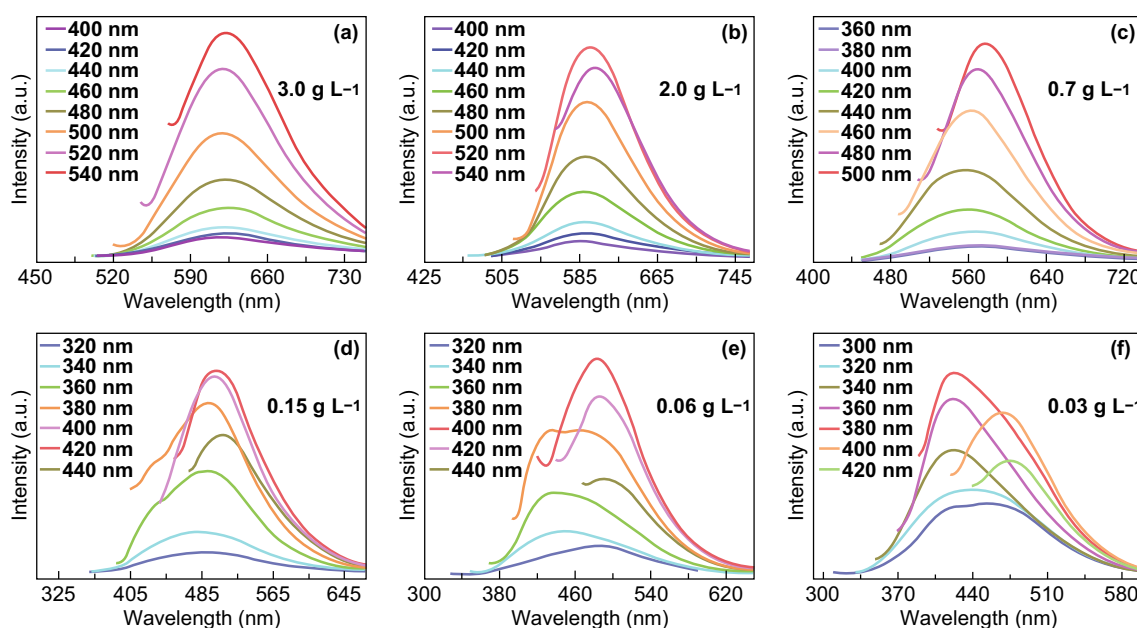 Intensity (a.u.)
400 nm
420 nm
440 nm
460 nm
480 nm
500 nm
520 nm
540 nm
(a)
3.0 g L⁻¹
450 520 590 660 730
Wavelength (nm)
Intensity (a.u.)
400 nm
420 nm
440 nm
460 nm
480 nm
500 nm
520 nm
540 nm
(b)
2.0 g L⁻¹
425 505 585 665 745
Wavelength (nm)
Intensity (a.u.)
360 nm
380 nm
400 nm
420 nm
440 nm
460 nm
480 nm
500 nm
(c)
0.7 g L⁻¹
400 480 560 640 720
Wavelength (nm)
Intensity (a.u.)
320 nm
340 nm
360 nm
380 nm
400 nm
420 nm
440 nm
(d)
0.15 g L⁻¹
325 405 485 565 645
Wavelength (nm)
Intensity (a.u.)
320 nm
340 nm
360 nm
380 nm
400 nm
420 nm
440 nm
(e)
0.06 g L⁻¹
380 460 540 620
Wavelength (nm)
Intensity (a.u.)
300 nm
320 nm
340 nm
360 nm
380 nm
400 nm
420 nm
(f)
0.03 g L⁻¹
300 370 440 510 580
Wavelength (nm)